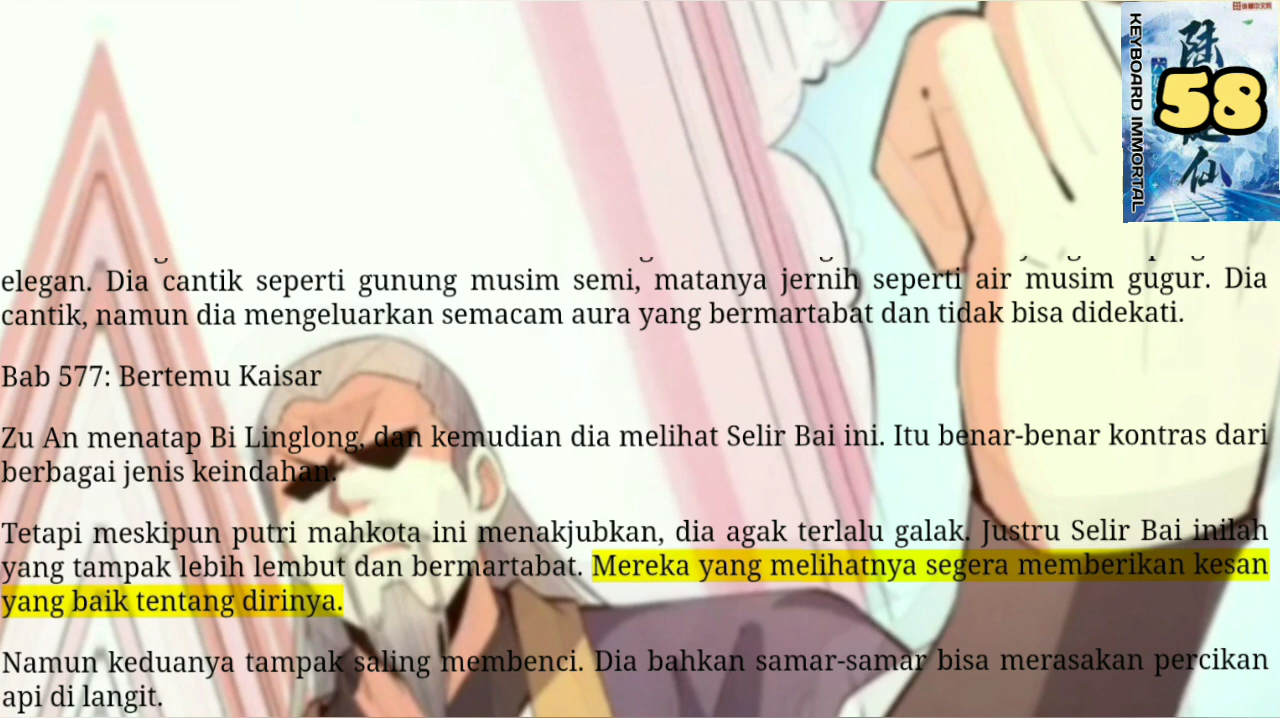 KEYBOARD IMMORTAL
58
仙
elegan. Dia cantik seperti gunung musim semi, matanya jernih seperti air musim gugur. Dia
cantik, namun dia mengeluarkan semacam aura yang bermartabat dan tidak bisa didekati.
Bab 577: Bertemu Kaisar
Zu An menatap Bi Linglong, dan kemudian dia melihat Selir Bai ini. Itu benar-benar kontras dari
berbagai jenis keindahan.
Tetapi meskipun putri mahkota ini menakjubkan, dia agak terlalu galak. Justru Selir Bai inilah
yang tampak lebih lembut dan bermartabat. Mereka yang melihatnya segera memberikan kesan
yang baik tentang dirinya.
Namun keduanya tampak saling membenci. Dia bahkan samar-samar bisa merasakan percikan
api di langit.